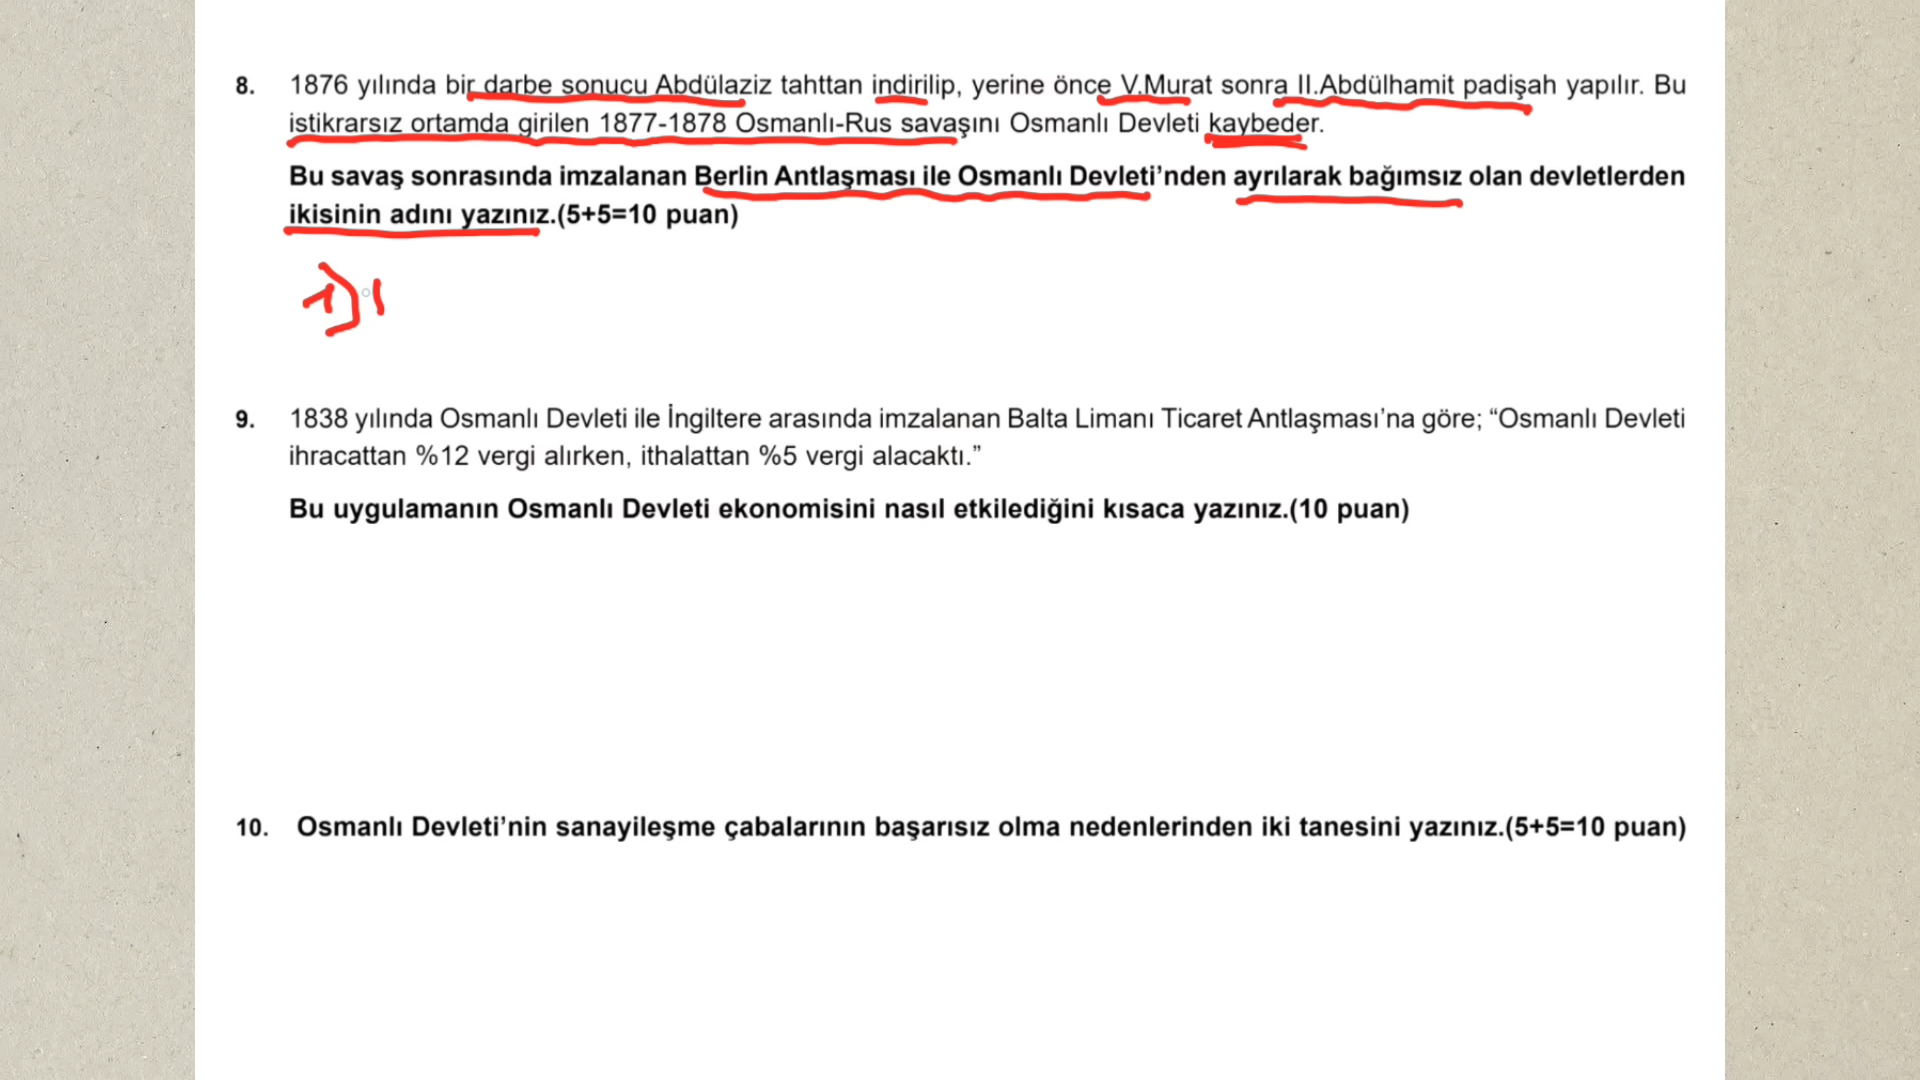 8. 1876 yılında bir darbe sonucu Abdülaziz tahttan indirilip, yerine önce V.Murat sonra II.Abdülhamit padişah yapılır. Bu
istikrarsız ortamda girilen 1877-1878 Osmanlı-Rus savaşını Osmanlı Devleti kaybeder.
Bu savaş sonrasında imzalanan Berlin Antlaşması ile Osmanlı Devleti’nden ayrılarak bağımsız olan devletlerden
ikisinin adını yazınız.(5+5=10 puan)
1)
9. 1838 yılında Osmanlı Devleti ile İngiltere arasında imzalanan Balta Limanı Ticaret Antlaşması’na göre; “Osmanlı Devleti
ihracattan %12 vergi alırken, ithalattan %5 vergi alacaktı.”
Bu uygulamanın Osmanlı Devleti ekonomisini nasıl etkilediğini kısaca yazınız.(10 puan)
10. Osmanlı Devleti’nin sanayileşme çabalarının başarısız olma nedenlerinden iki tanesini yazınız.(5+5=10 puan)